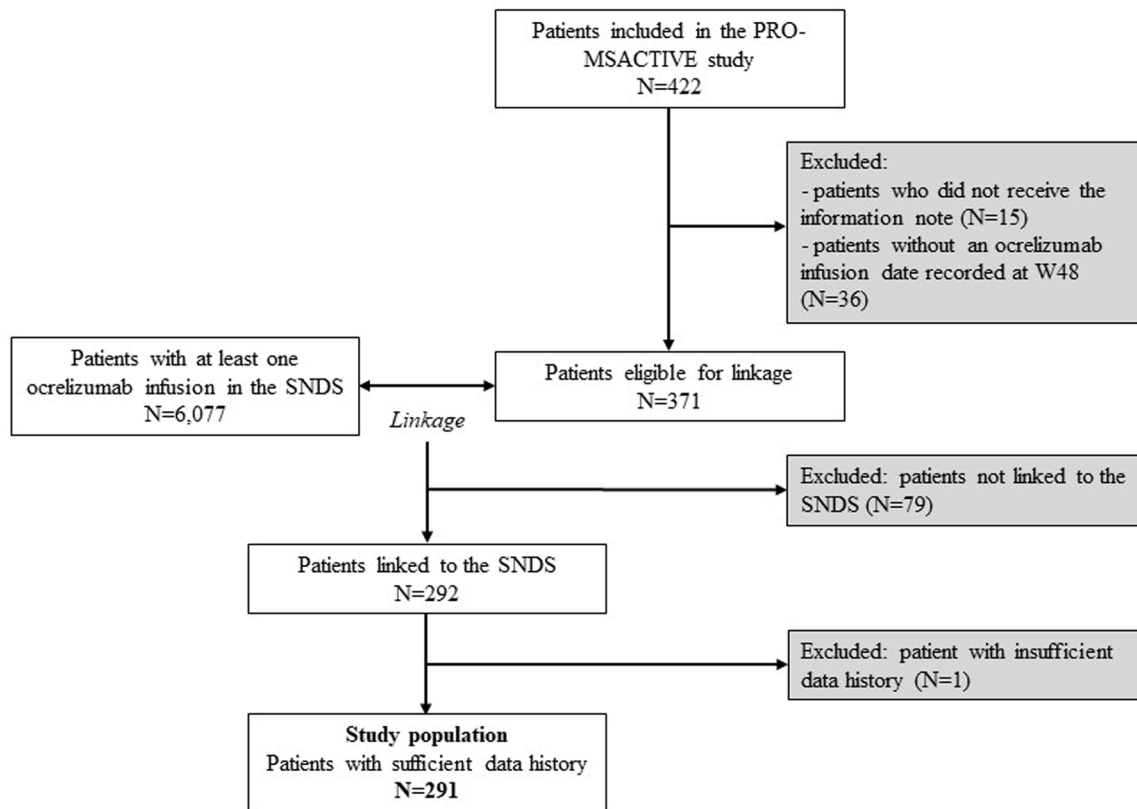 Patients included in the PRO-
MSACTIVE study
N=422
Excluded:
- patients who did not receive the
information note (N=15)
- patients without an ocrelizumab
infusion date recorded at W48
(N=36)
Patients with at least one
ocrelizumab infusion in the SNDS
N=6,077
Patients eligible for linkage
N=371
Linkage
Excluded: patients not linked to the
SNDS (N=79)
Patients linked to the SNDS
N=292
Excluded: patient with insufficient
data history (N=1)
Study population
Patients with sufficient data history
N=291